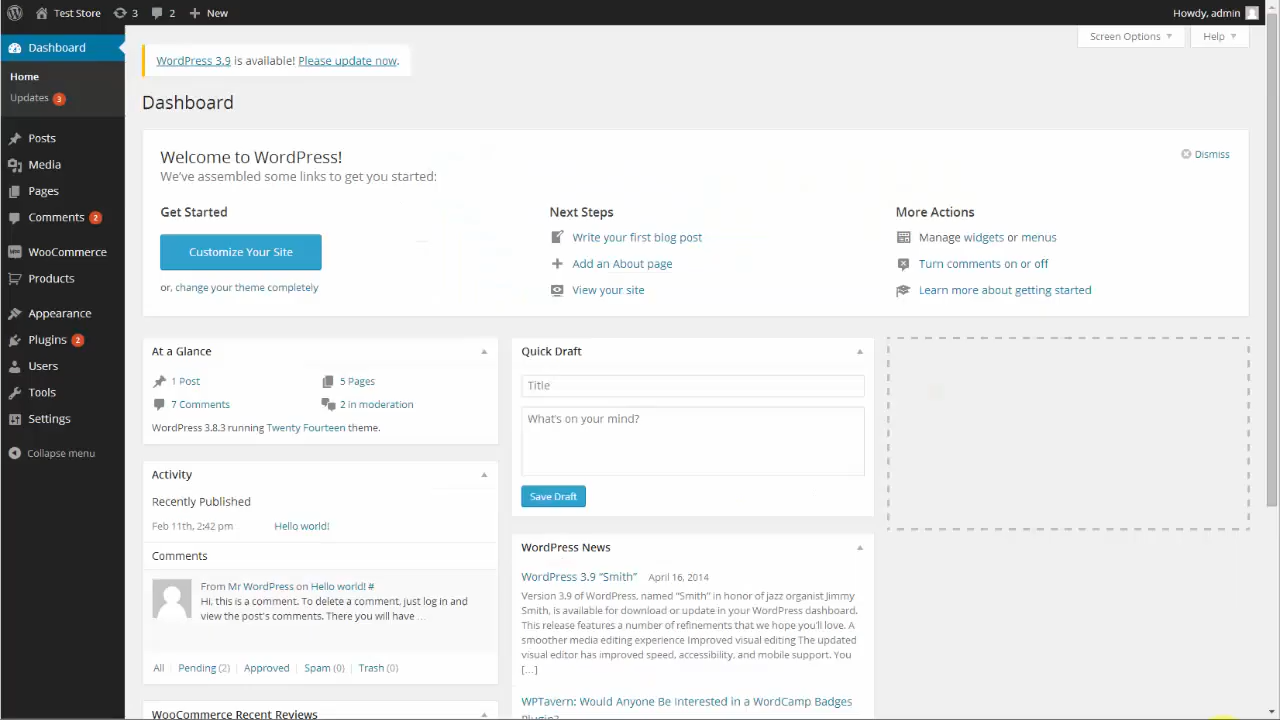 Test Store 3 2 New Howdy, admin
Dashboard
Home
Updates 3
Posts
Media
Pages
Comments 2
WooCommerce
Products
Appearance
Plugins 2
Users
Tools
Settings
Collapse menu
Screen Options Help
WordPress 3.9 is available! Please update now.
Dashboard
Welcome to WordPress!
We've assembled some links to get you started:
Dismiss
Get Started
Customize Your Site
or, change your theme completely
Next Steps
Write your first blog post
Add an About page
View your site
More Actions
Manage widgets or menus
Turn comments on or off
Learn more about getting started
At a Glance
1 Post 5 Pages
7 Comments 2 in moderation
WordPress 3.8.3 running Twenty Fourteen theme.
Activity
Recently Published
Feb 11th, 2:42 pm Hello world!
Comments
From Mr WordPress on Hello world! #
Hi, this is a comment. To delete a comment, just log in and
view the post's comments. There you will have ...
All | Pending (2) | Approved | Spam (0) | Trash (0)
WooCommerce Recent Reviews
Quick Draft
Title
What's on your mind?
Save Draft
WordPress News
WordPress 3.9 "Smith" April 16, 2014
Version 3.9 of WordPress, named "Smith" in honor of jazz organist Jimmy
Smith, is available for download or update in your WordPress dashboard.
This release features a number of refinements that we hope you'll love. A
smoother media editing experience Improved visual editing The updated
visual editor has improved speed, accessibility, and mobile support. You
[…]
WPTavern: Would Anyone Be Interested in a WordCamp Badges
Plugin?